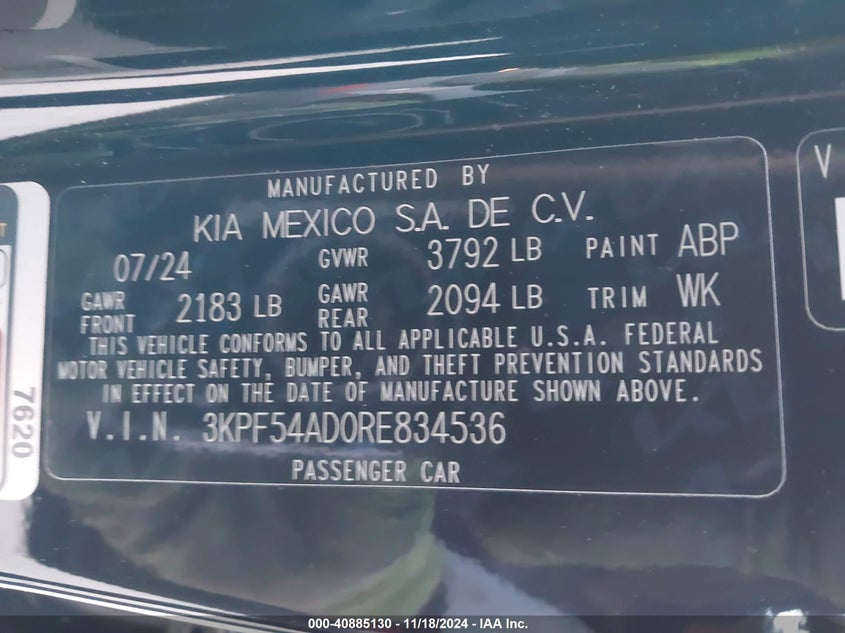 MANUFACTURED BY
KIA MEXICO S.A. DE C.V.
07/24 GVWR 3792 LB PAINT ABP
GAWR FRONT 2183 LB GAWR REAR 2094 LB TRIM WK
THIS VEHICLE CONFORMS TO ALL APPLICABLE U.S.A. FEDERAL
MOTOR VEHICLE SAFETY, BUMPER, AND THEFT PREVENTION STANDARDS
IN EFFECT ON THE DATE OF MANUFACTURE SHOWN ABOVE.
V.I.N. 3KPF54AD0RE834536
PASSENGER CAR
7620
V
000-40885130 - 11/18/2024 - IAA Inc.